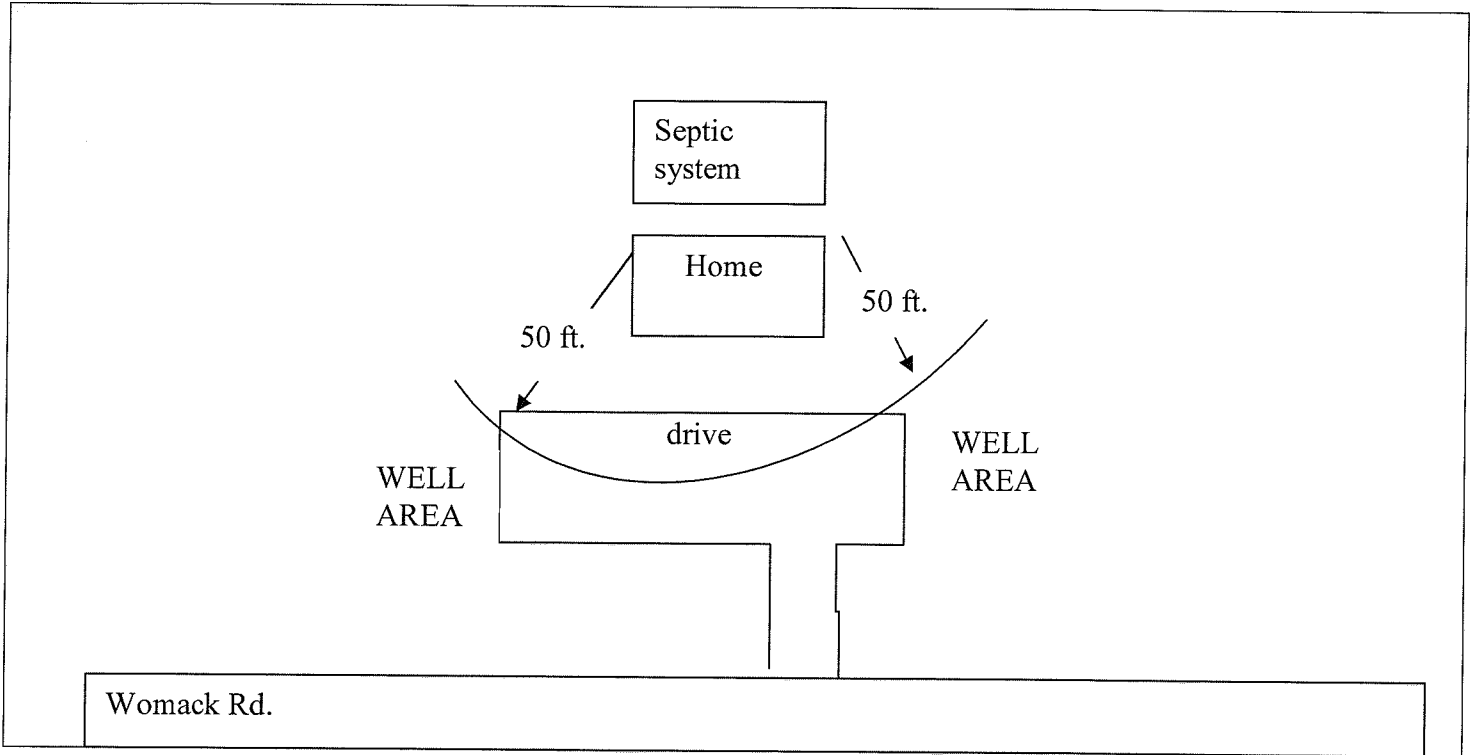 Septic
system
Home
50 ft.
50 ft.
drive
WELL
AREA
WELL
AREA
Womack Rd.